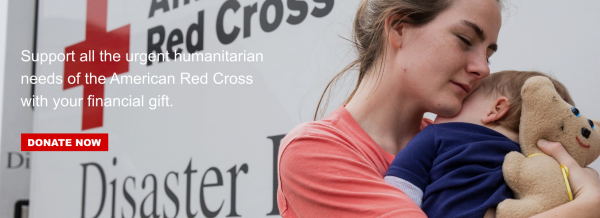 Red Cross
Support all the urgent humanitarian
needs of the American Red Cross
with your financial gift.
DONATE NOW
Disaster